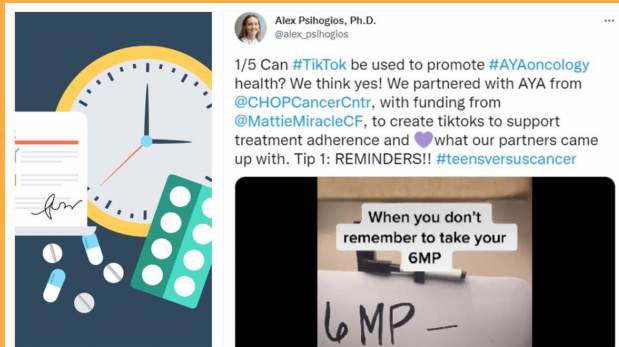 Alex Psihogios, Ph.D.
@alex_psihogios
1/5 Can #TikTok be used to promote #AYAoncology
health? We think yes! We partnered with AYA from
@CHOPCancerCntr, with funding from
@MattieMiracleCF, to create tiktoks to support
treatment adherence and 💜what our partners came
up with. Tip 1: REMINDERS!! #teensversuscancer
When you don't
remember to take your
6MP
6 MP –